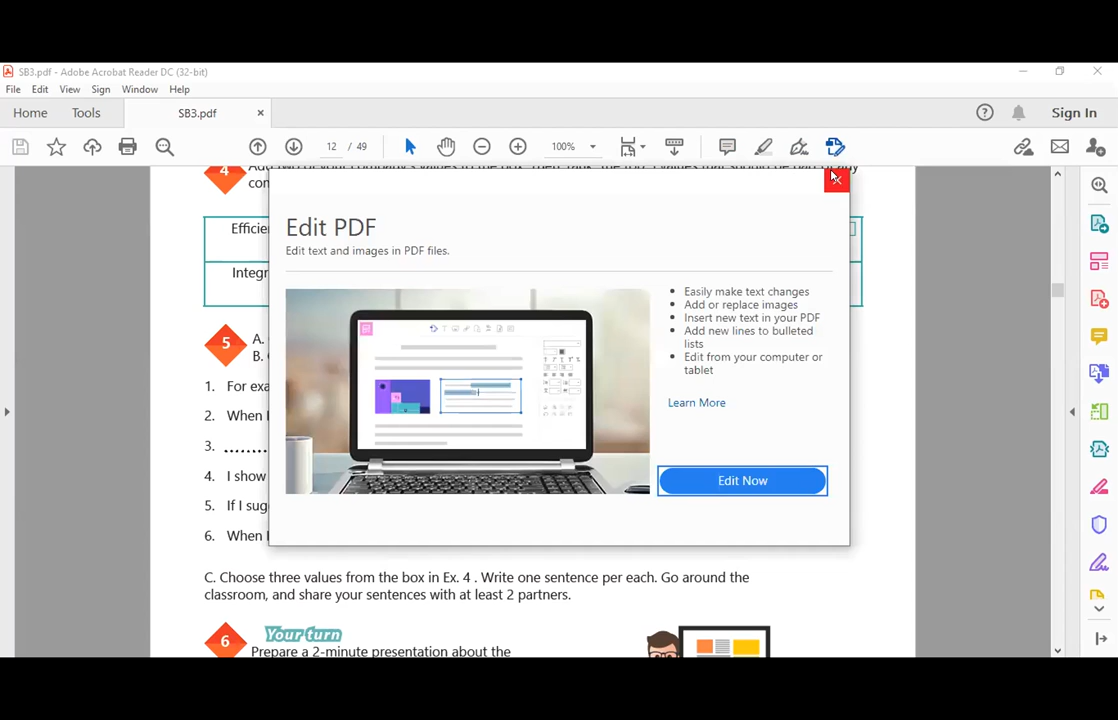 SB3.pdf - Adobe Acrobat Reader DC (32-bit)
File Edit View Sign Window Help
Home Tools SB3.pdf Sign In
12 / 49 100%
4
con
Efficie
Integr
Edit PDF
Edit text and images in PDF files.
Easily make text changes
Add or replace images
Insert new text in your PDF
Add new lines to bulleted
lists
Edit from your computer or
tablet
Learn More
Edit Now
5 A.
B.
1. For exa
2. When I
3. ............
4. I show
5. If I sug
6. When I
C. Choose three values from the box in Ex. 4 . Write one sentence per each. Go around the
classroom, and share your sentences with at least 2 partners.
6 Your turn
Prepare a 2-minute presentation about the